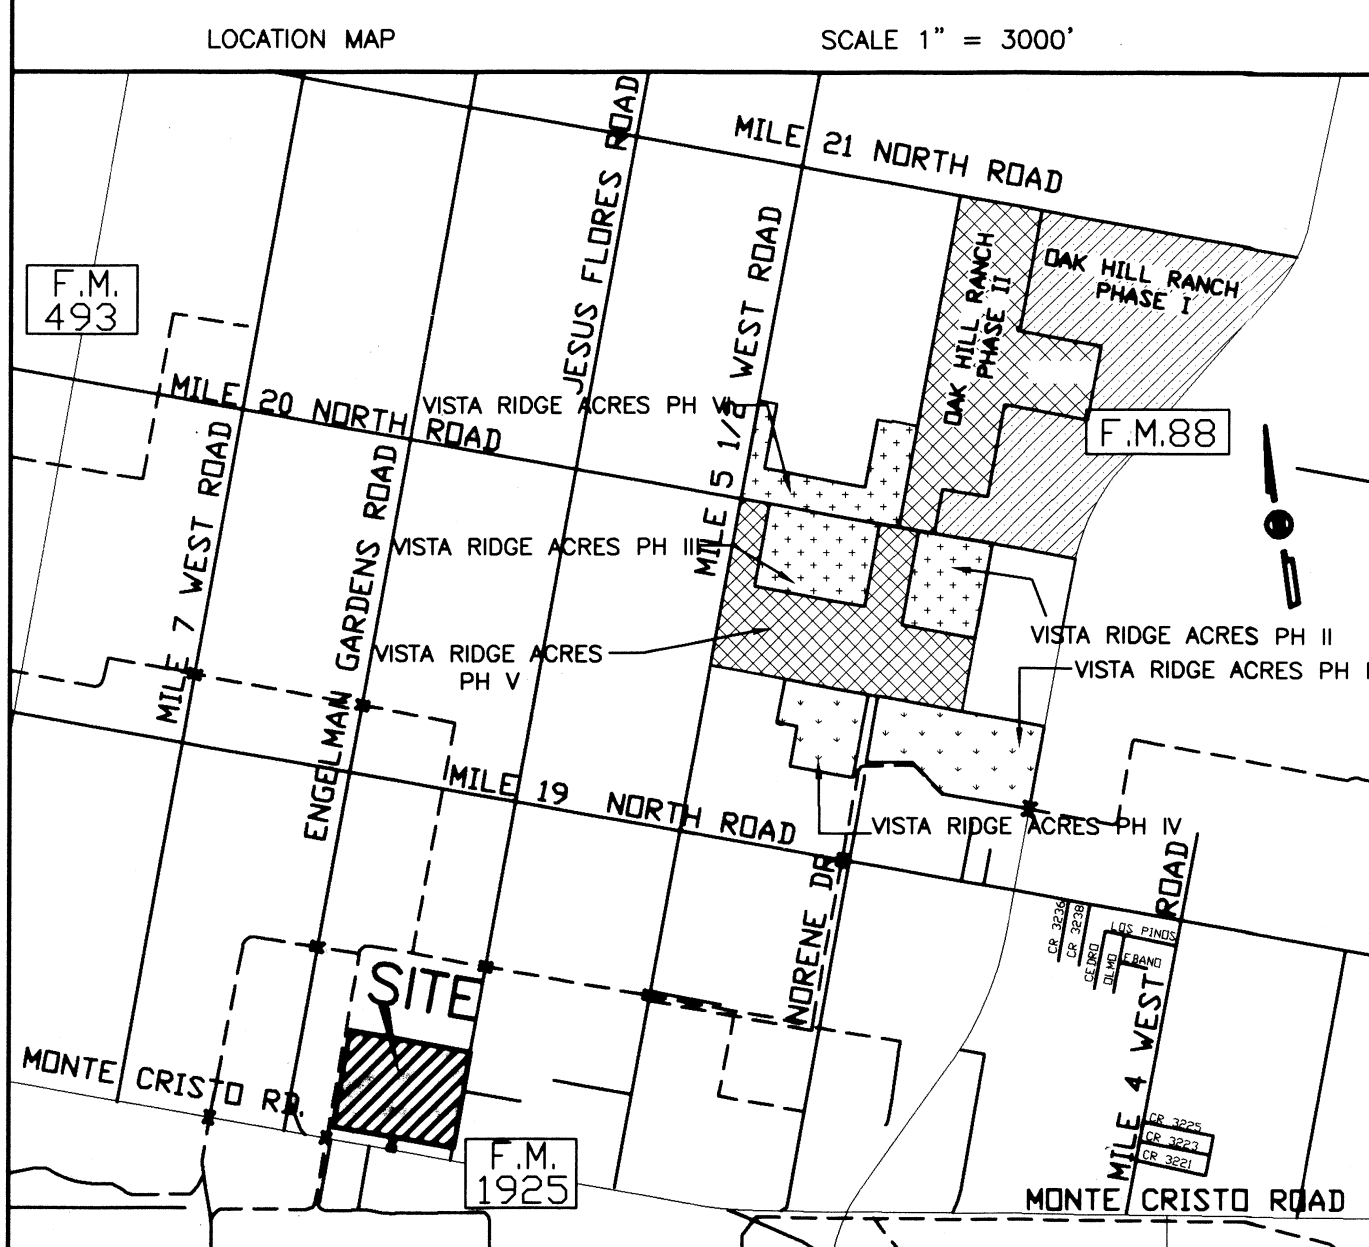 LOCATION MAP
SCALE 1" = 3000'
MILE 21 NORTH ROAD
JESUS FLORES ROAD
MILE 5 1/2 WEST ROAD
OAK HILL RANCH
PHASE II
OAK HILL RANCH
PHASE I
F.M.
493
MILE 20 NORTH ROAD
VISTA RIDGE ACRES PH
F.M.88
MILE 7 WEST ROAD
ENGELMAN GARDENS ROAD
VISTA RIDGE ACRES PH III
VISTA RIDGE ACRES PH II
VISTA RIDGE ACRES
PH V
VISTA RIDGE ACRES PH
MILE 19 NORTH ROAD
VISTA RIDGE ACRES PH IV
NORENE DR
MILE 4 WEST ROAD
CR 3236
CR 3238
CEDRO
OLMO
LOS PINOS
EBANO
SITE
MONTE CRISTO RD.
F.M.
1925
CR 3225
CR 3223
CR 3221
MONTE CRISTO ROAD